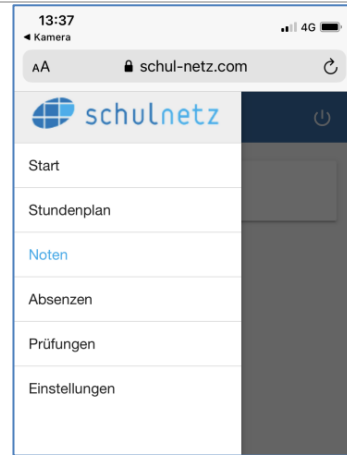 13:37
4G
◀ Kamera
AA
schul-netz.com
schulnetz
Start
Stundenplan
Noten
Absenzen
Prüfungen
Einstellungen